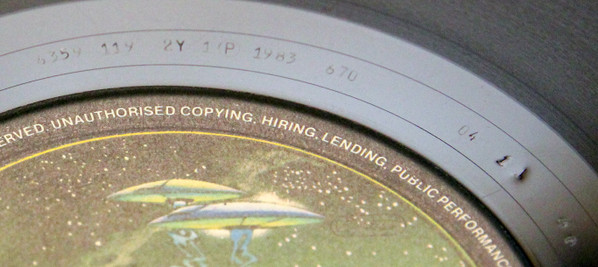 6359 119 2Y 1 (P) 1983 670
04
ERVED. UNAUTHORISED COPYING, HIRING, LENDING, PUBLIC PERFORMANC